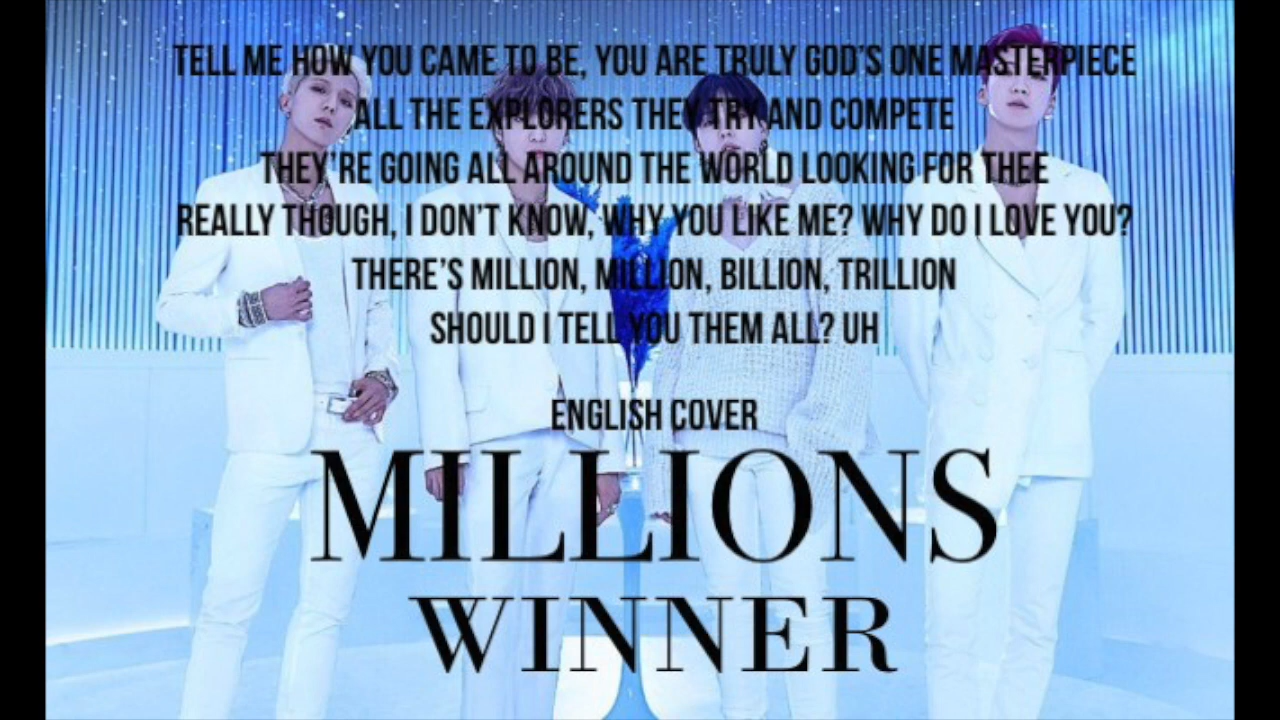 TELL ME HOW YOU CAME TO BE, YOU ARE TRULY GOD'S ONE MASTERPIECE
ALL THE EXPLORERS THEY TRY AND COMPETE
THEY'RE GOING ALL AROUND THE WORLD LOOKING FOR THEE
REALLY THOUGH, I DON'T KNOW, WHY YOU LIKE ME? WHY DO I LOVE YOU?
THERE'S MILLION, MILLION, BILLION, TRILLION
SHOULD I TELL YOU THEM ALL? UH
ENGLISH COVER
MILLIONS
WINNER